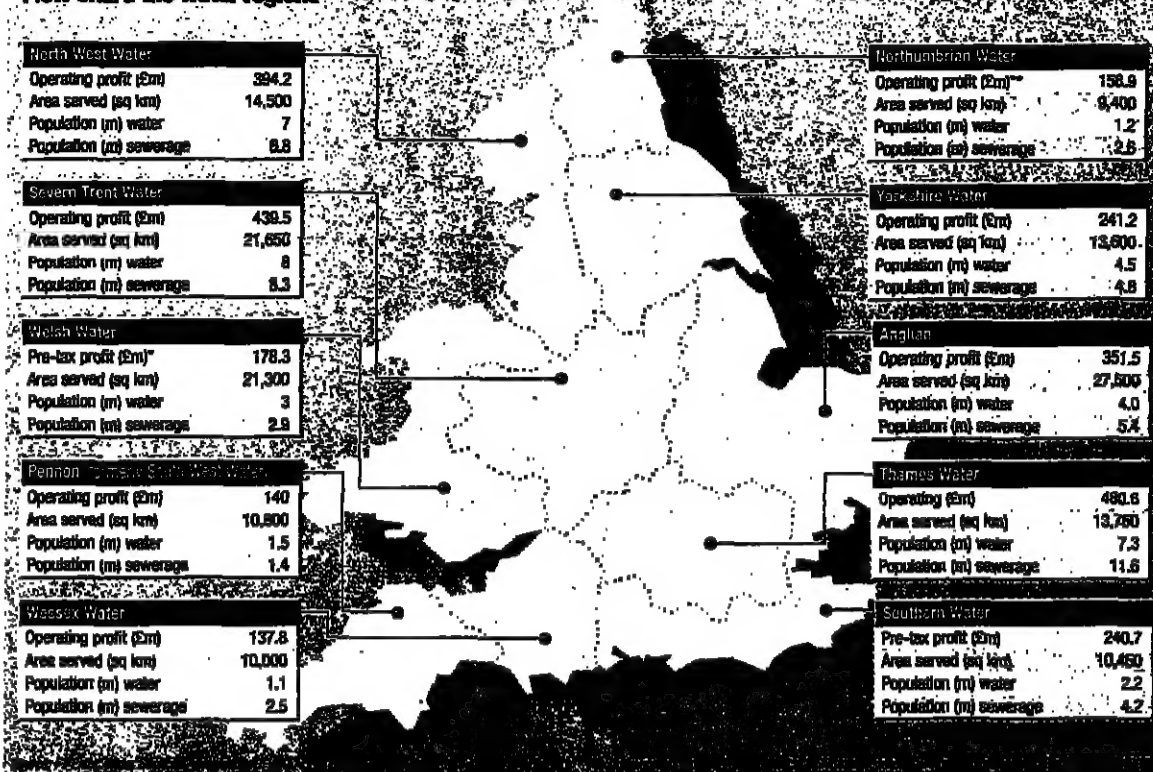 North West Water
Operating profit (£m) 394.2
Area served (sq km) 14,500
Population (m) water 7
Population (m) sewerage 6.8
Severn Trent Water
Operating profit (£m) 439.5
Area served (sq km) 21,650
Population (m) water 8
Population (m) sewerage 8.3
Welsh Water
Pre-tax profit (£m)* 178.3
Area served (sq km) 21,300
Population (m) water 3
Population (m) sewerage 2.9
Pennon (formerly South West Water)
Operating profit (£m) 140
Area served (sq km) 10,800
Population (m) water 1.5
Population (m) sewerage 1.4
Wessex Water
Operating profit (£m) 137.8
Area served (sq km) 10,000
Population (m) water 1.1
Population (m) sewerage 2.5
Northumbrian Water
Operating profit (£m)** 156.9
Area served (sq km) 9,400
Population (m) water 1.2
Population (m) sewerage 2.6
Yorkshire Water
Operating profit (£m) 241.2
Area served (sq km) 13,600
Population (m) water 4.5
Population (m) sewerage 4.8
Anglian
Operating profit (£m) 351.5
Area served (sq km) 27,500
Population (m) water 4.0
Population (m) sewerage 5.4
Thames Water
Operating (£m) 480.6
Area served (sq km) 13,750
Population (m) water 7.3
Population (m) sewerage 11.6
Southern Water
Pre-tax profit (£m) 240.7
Area served (sq km) 10,450
Population (m) water 2.2
Population (m) sewerage 4.2